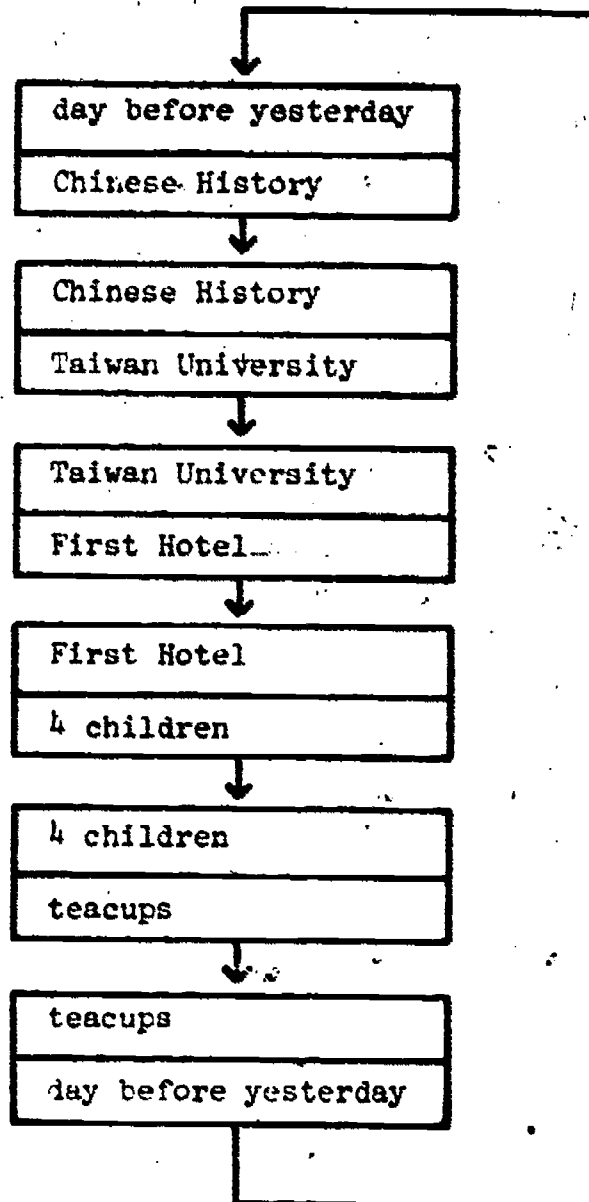 day before yesterday
Chinese History
Chinese History
Taiwan University
Taiwan University
First Hotel
First Hotel
4 children
4 children
teacups
teacups
day before yesterday